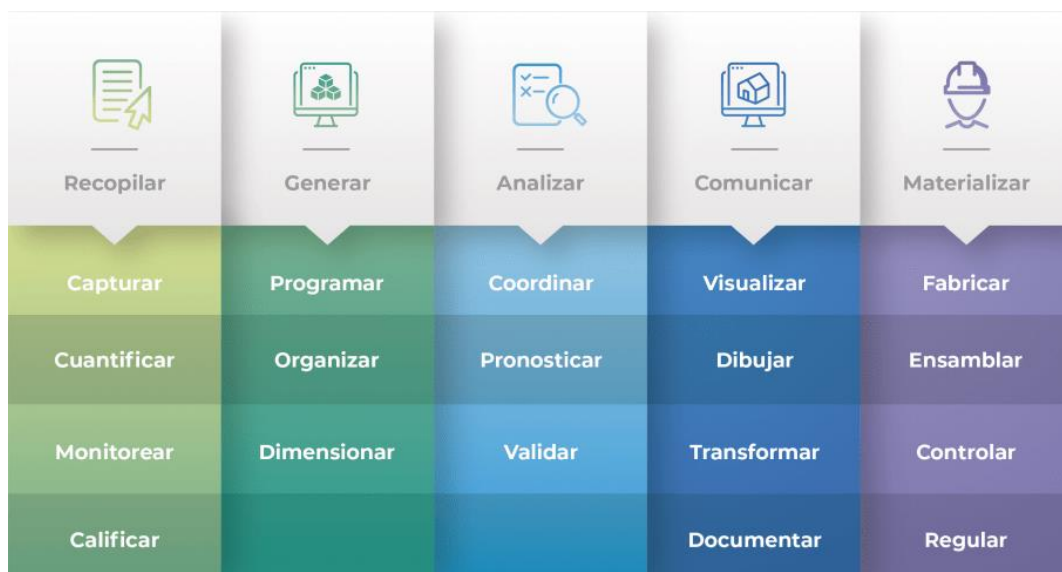 Recopilar
Generar
Analizar
Comunicar
Materializar
Capturar
Programar
Coordinar
Visualizar
Fabricar
Cuantificar
Organizar
Pronosticar
Dibujar
Ensamblar
Monitorear
Dimensionar
Validar
Transformar
Controlar
Calificar
Documentar
Regular